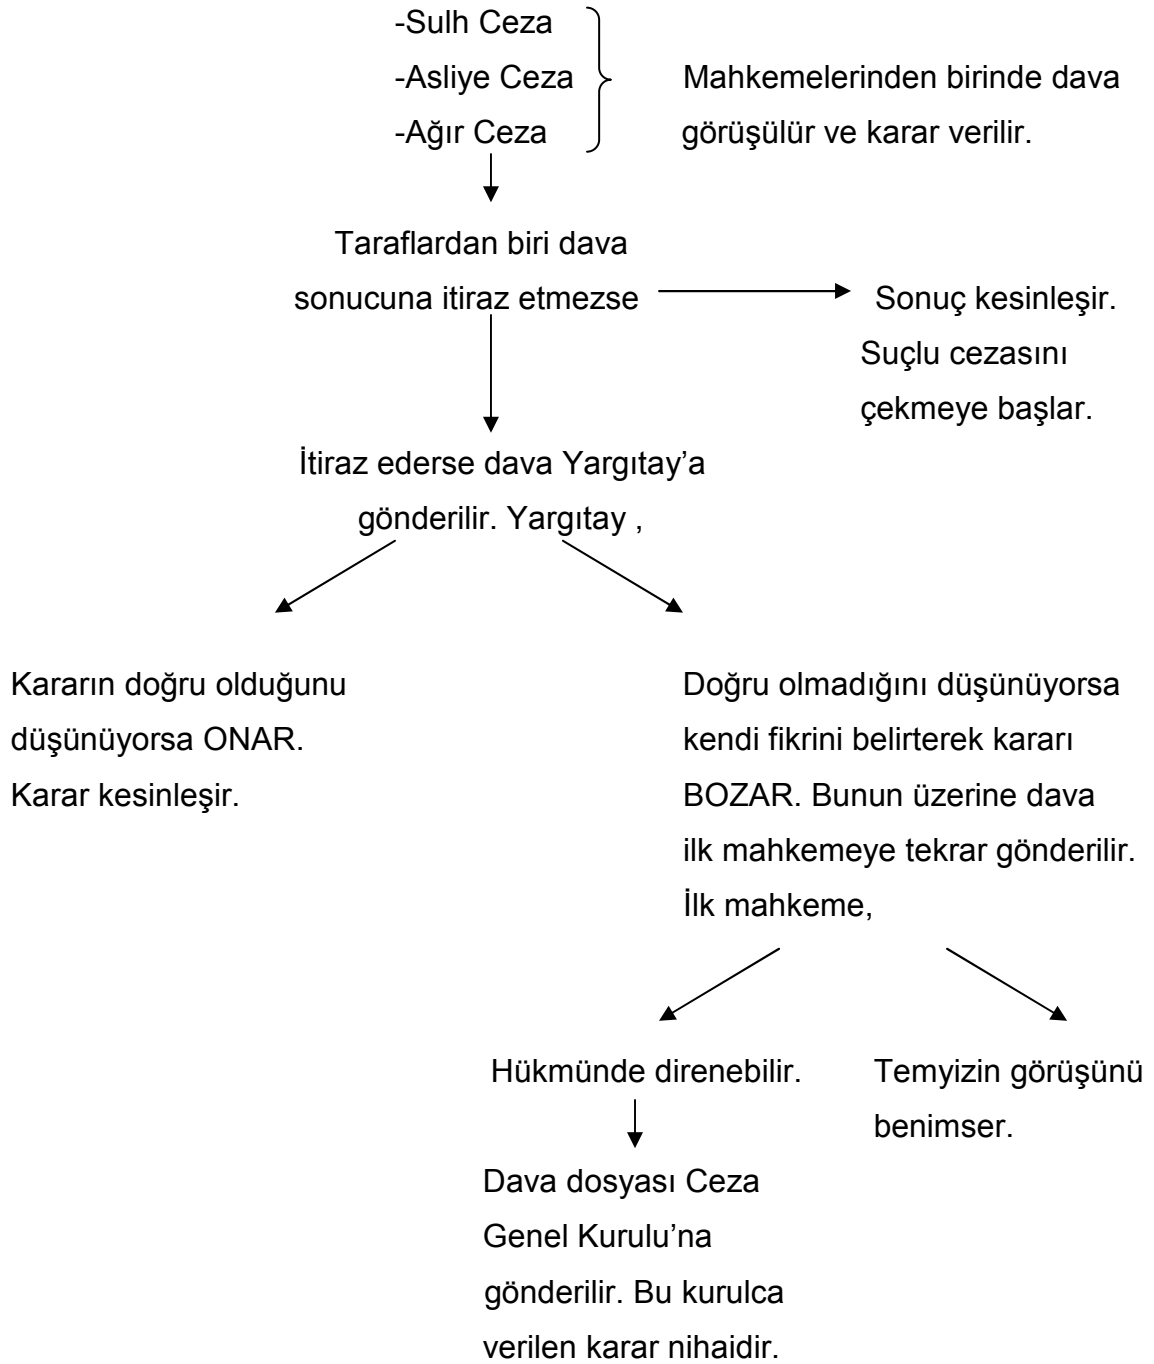 -Sulh Ceza
-Asliye Ceza
-Ağır Ceza
Mahkemelerinden birinde dava
görüşülür ve karar verilir.
Taraflardan biri dava
sonucuna itiraz etmezse
Sonuç kesinleşir.
Suçlu cezasını
çekmeye başlar.
İtiraz ederse dava Yargıtay’a
gönderilir. Yargıtay ,
Kararın doğru olduğunu
düşünüyorsa ONAR.
Karar kesinleşir.
Doğru olmadığını düşünüyorsa
kendi fikrini belirterek kararı
BOZAR. Bunun üzerine dava
ilk mahkemeye tekrar gönderilir.
İlk mahkeme,
Hükmünde direnebilir.
Dava dosyası Ceza
Genel Kurulu’na
gönderilir. Bu kurulca
verilen karar nihaidir.
Temyizin görüşünü
benimser.